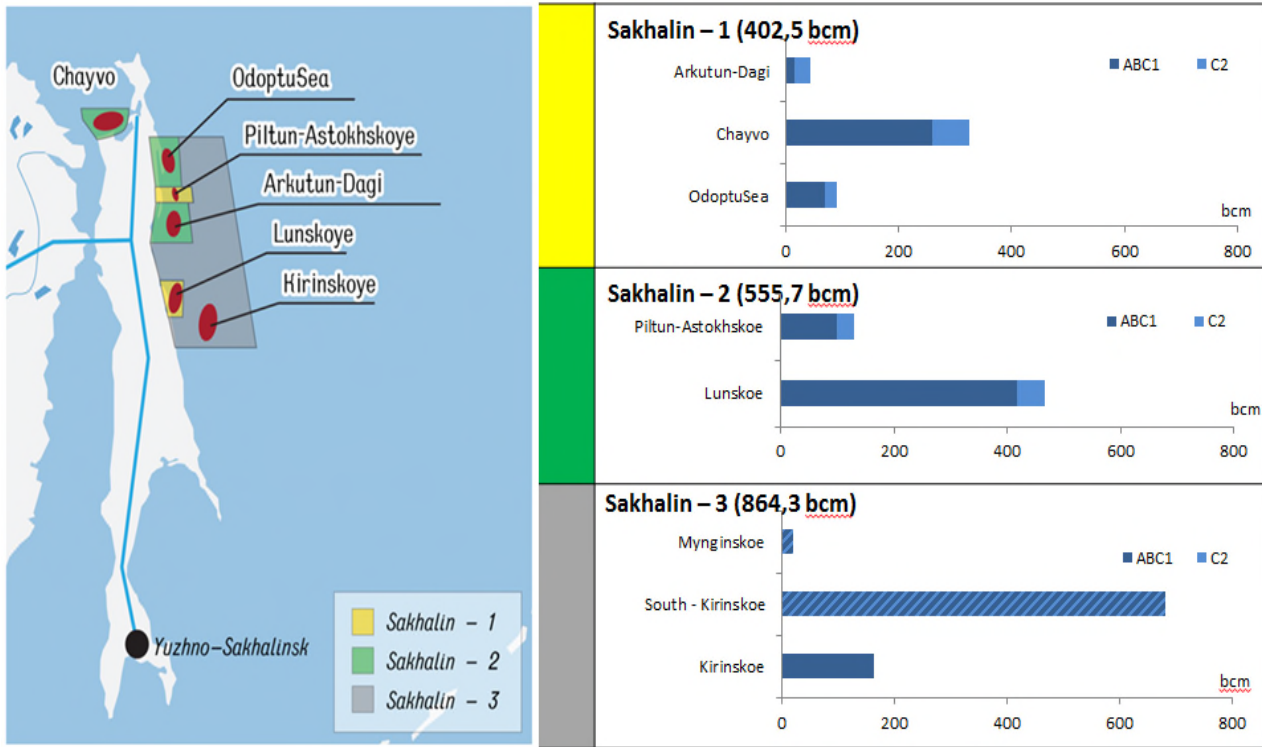 Chayvo
OdoptuSea
Piltun-Astokhskoye
Arkutun-Dagi
Lunskoye
Kirinskoye
Yuzhno-Sakhalinsk
Sakhalin - 1
Sakhalin - 2
Sakhalin - 3
Sakhalin – 1 (402,5 bcm)
Arkutun-Dagi
ABC1 C2
Chayvo
OdoptuSea
bcm
0 200 400 600 800
Sakhalin – 2 (555,7 bcm)
Piltun-Astokhskoe
ABC1 C2
Lunskoe
bcm
0 200 400 600 800
Sakhalin – 3 (864,3 bcm)
Mynginskoe
ABC1 C2
South - Kirinskoe
Kirinskoe
bcm
0 200 400 600 800